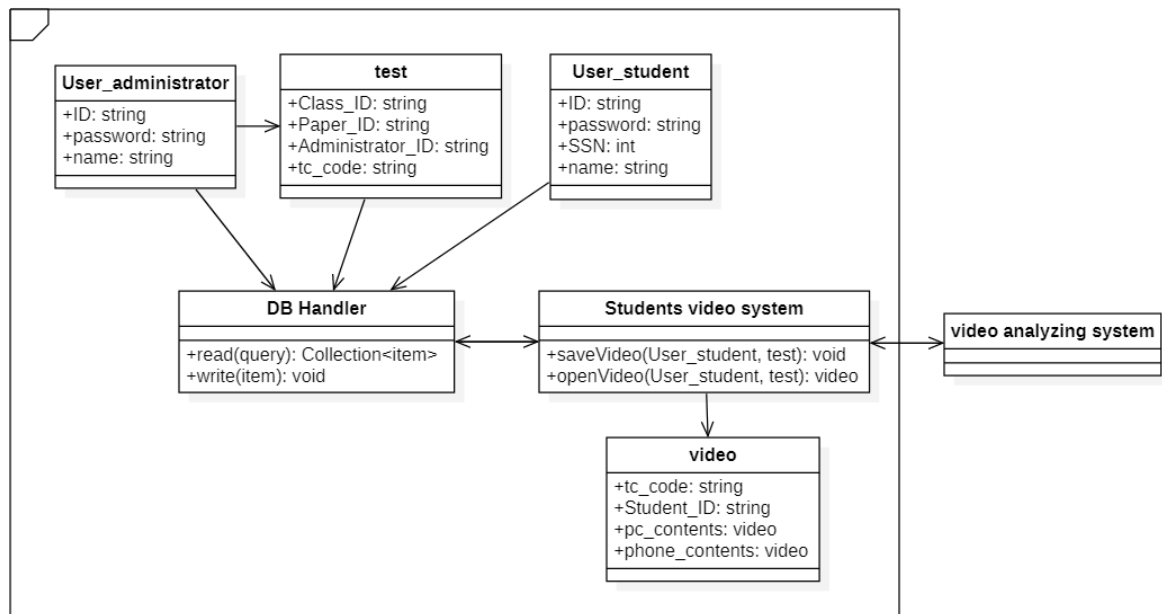 User_administrator
+ID: string
+password: string
+name: string
test
+Class_ID: string
+Paper_ID: string
+Administrator_ID: string
+tc_code: string
User_student
+ID: string
+password: string
+SSN: int
+name: string
DB Handler
+read(query): Collection<item>
+write(item): void
Students video system
+saveVideo(User_student, test): void
+openVideo(User_student, test): video
video analyzing system
video
+tc_code: string
+Student_ID: string
+pc_contents: video
+phone_contents: video